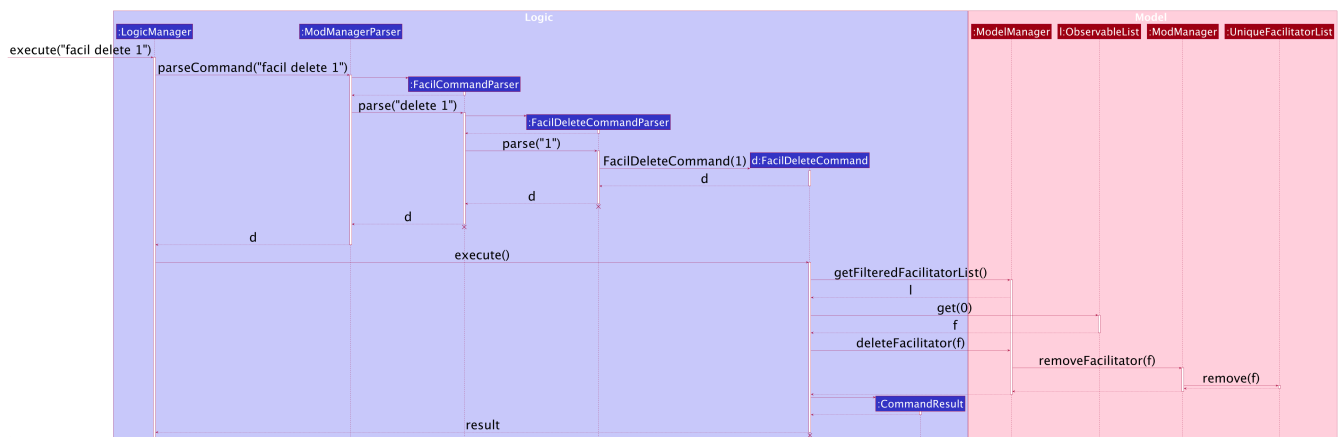 Logic
Model
:LogicManager
:ModManagerParser
:ModelManager
l:ObservableList
:ModManager
:UniqueFacilitatorList
execute("facil delete 1")
parseCommand("facil delete 1")
:FacilCommandParser
parse("delete 1")
:FacilDeleteCommandParser
parse("1")
FacilDeleteCommand(1)
d:FacilDeleteCommand
d
d
d
d
execute()
getFilteredFacilitatorList()
l
get(0)
f
deleteFacilitator(f)
removeFacilitator(f)
remove(f)
:CommandResult
result